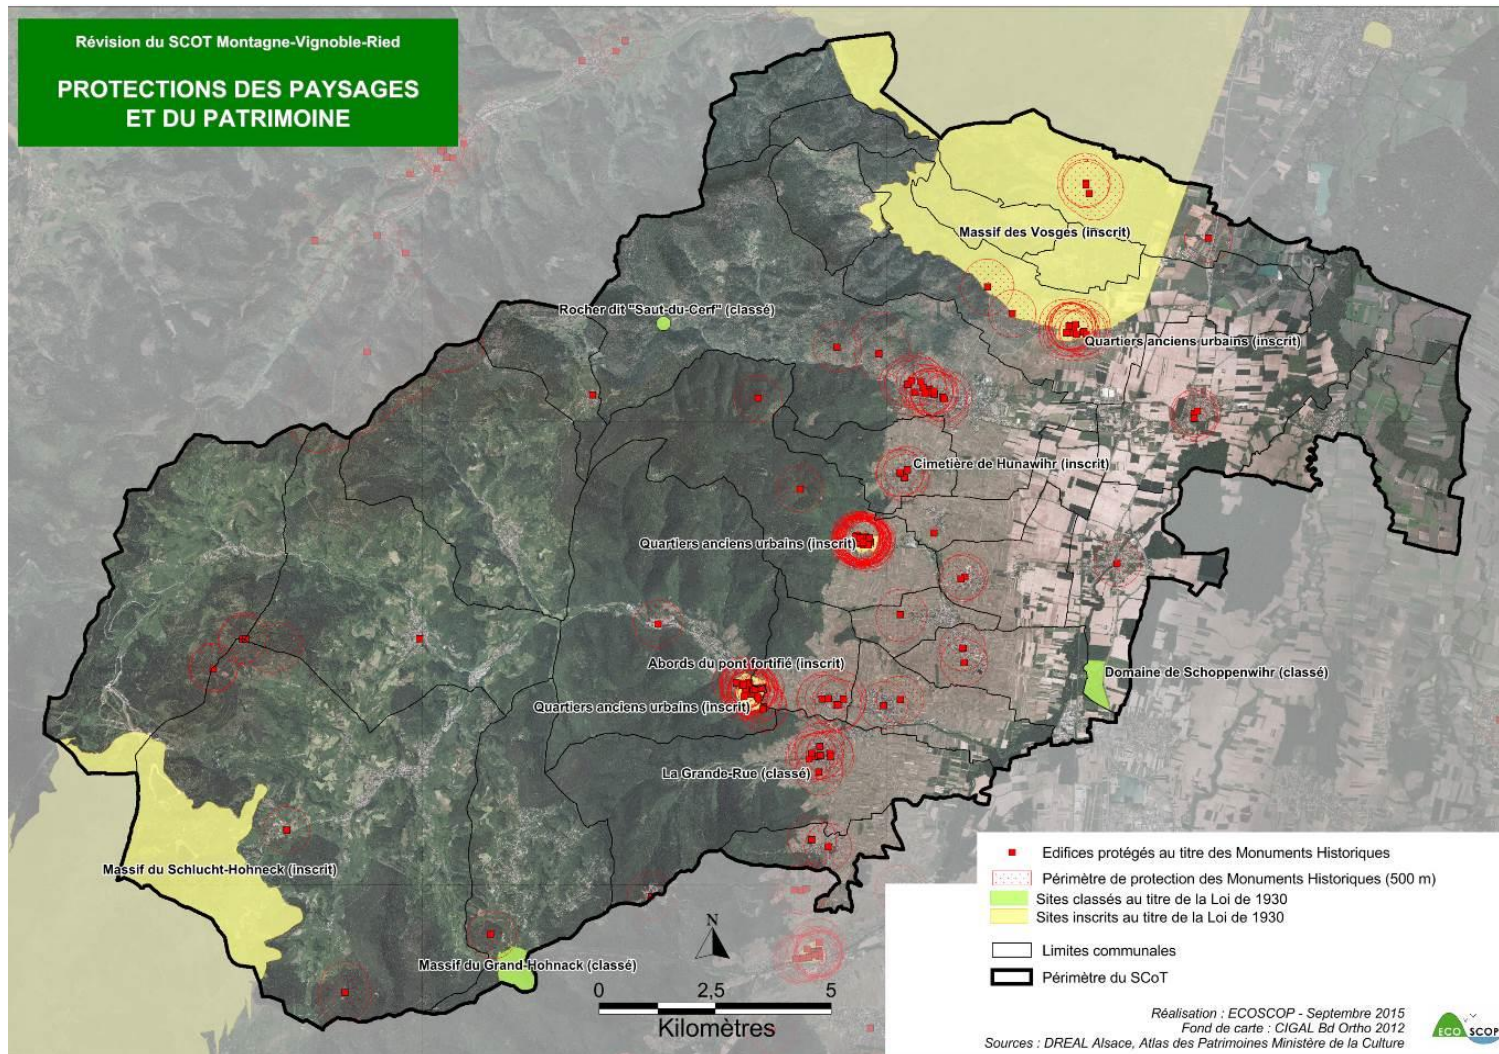 Révision du SCOT Montagne-Vignoble-Ried
PROTECTIONS DES PAYSAGES
ET DU PATRIMOINE
Massif des Vosges (inscrit)
Rocher dit "Saut-du-Cerf" (classé)
Quartiers anciens urbains (inscrit)
Cimetière de Hunawihr (inscrit)
Quartiers anciens urbains (inscrit)
Abords du pont fortifié (inscrit)
Domaine de Schoppenwihr (classé)
Quartiers anciens urbains (inscrit)
La Grande-Rue (classé)
Massif du Schlucht-Hohneck (inscrit)
Massif du Grand-Hohnack (classé)
N
0 2,5 5
Kilomètres
Edifices protégés au titre des Monuments Historiques
Périmètre de protection des Monuments Historiques (500 m)
Sites classés au titre de la Loi de 1930
Sites inscrits au titre de la Loi de 1930
Limites communales
Périmètre du SCoT
Réalisation : ECOSCOP - Septembre 2015
Fond de carte : CIGAL Bd Ortho 2012
Sources : DREAL Alsace, Atlas des Patrimoines Ministère de la Culture
ECO SCOP